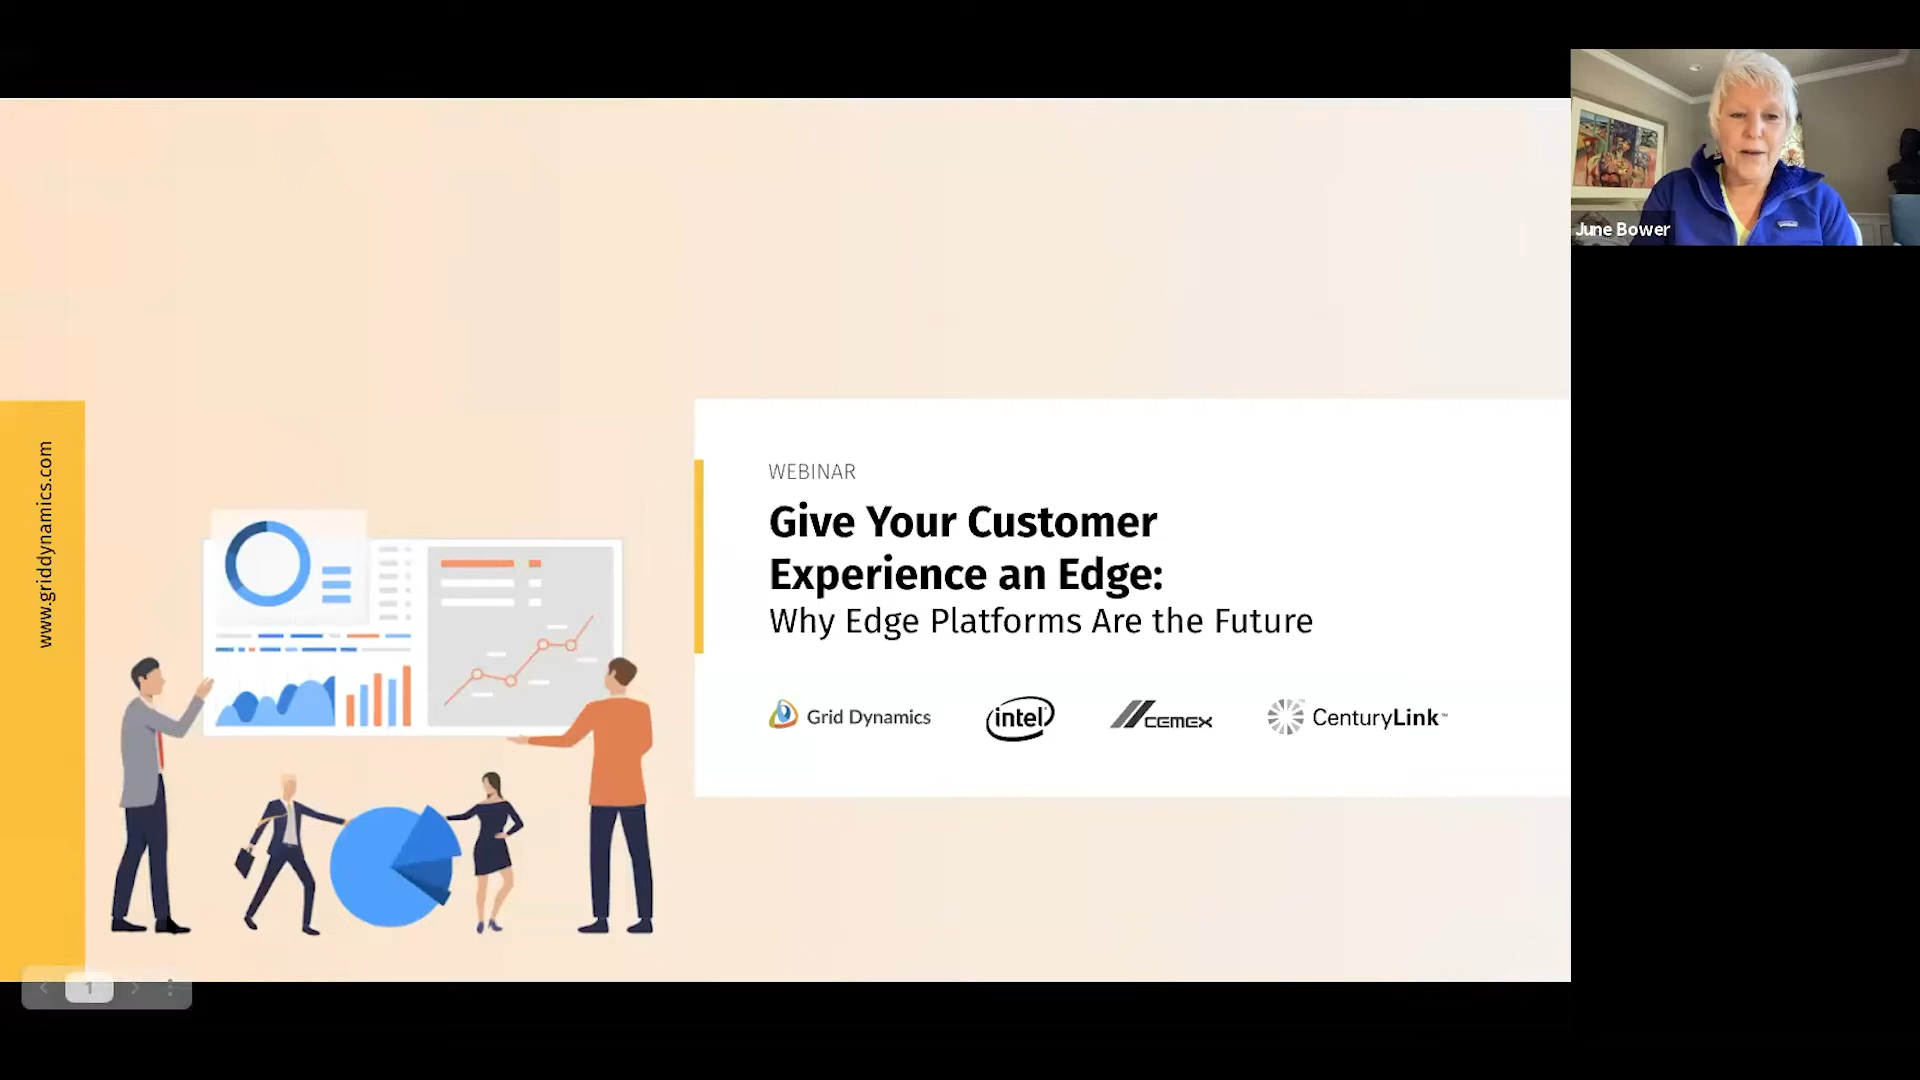 June Bower
www.griddynamics.com
WEBINAR
Give Your Customer
Experience an Edge:
Why Edge Platforms Are the Future
Grid Dynamics
intel
CEMEX
CenturyLink™
1